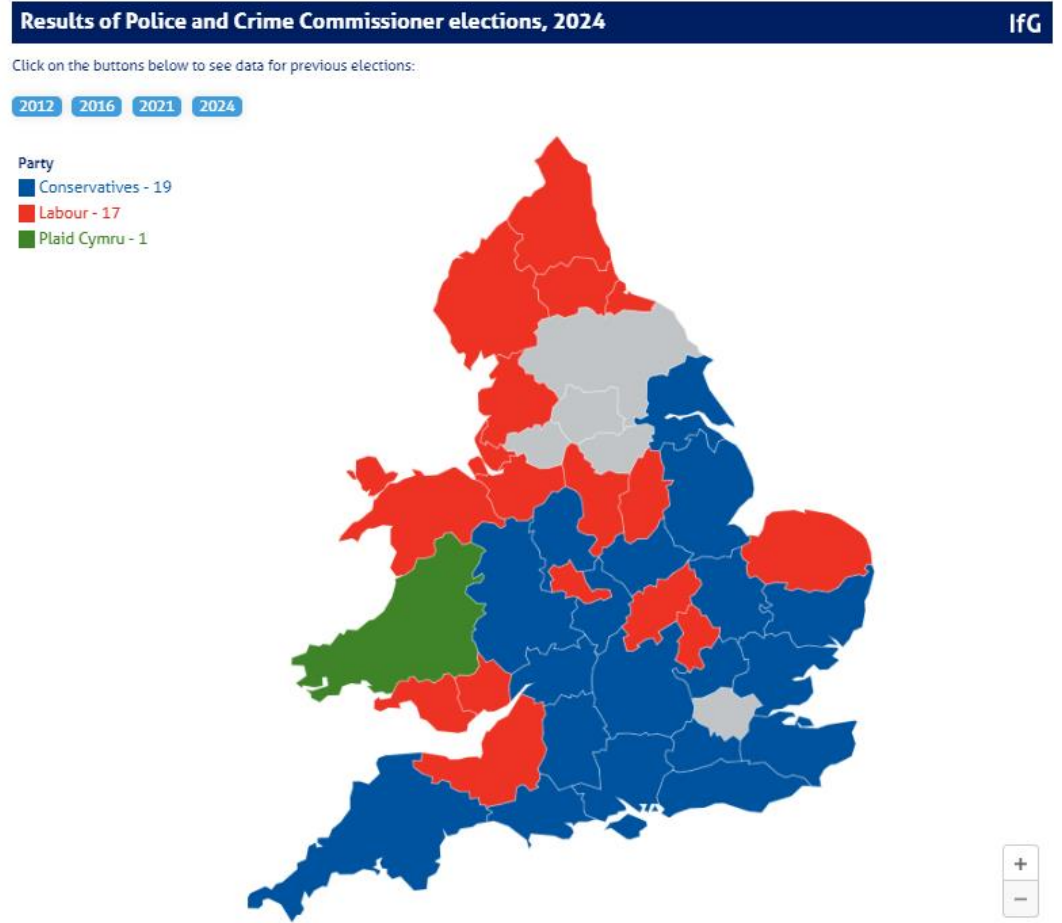 Results of Police and Crime Commissioner elections, 2024
IfG
Click on the buttons below to see data for previous elections:
2012 2016 2021 2024
Party
Conservatives - 19
Labour - 17
Plaid Cymru - 1
+
−